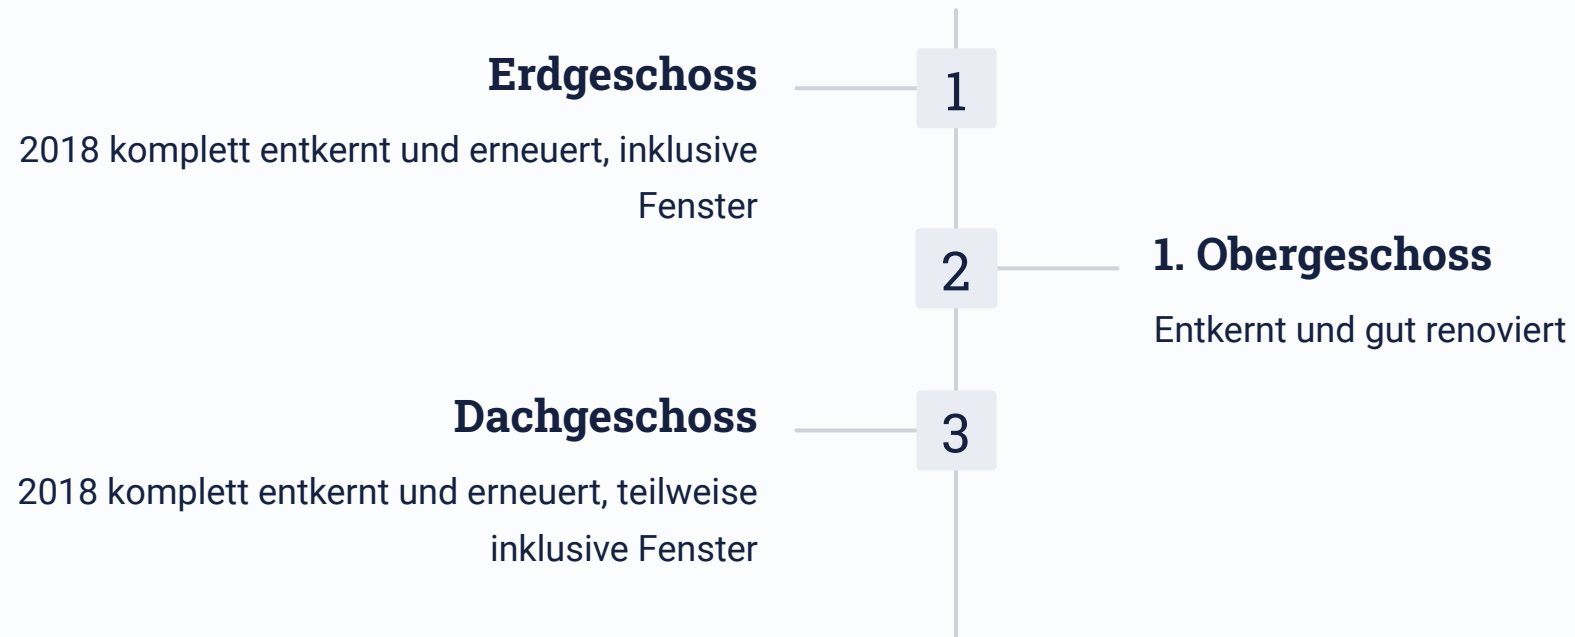 Erdgeschoss
1
2018 komplett entkernt und erneuert, inklusive
Fenster
2
1. Obergeschoss
Entkernt und gut renoviert
Dachgeschoss
3
2018 komplett entkernt und erneuert, teilweise
inklusive Fenster